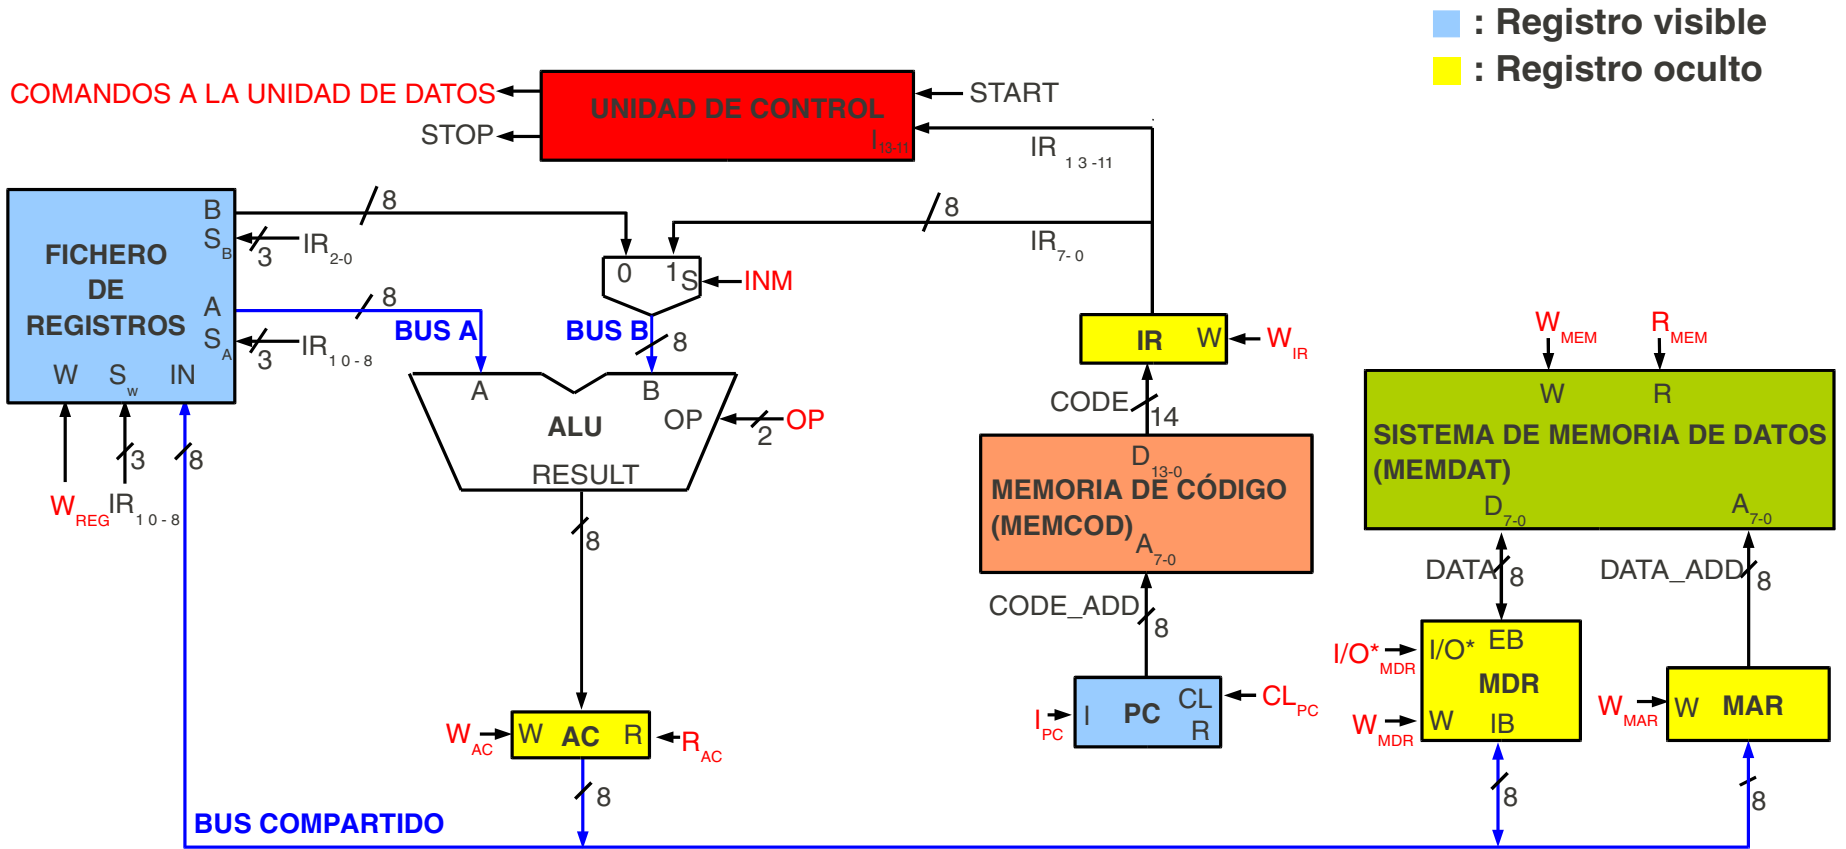 : Registro visible
: Registro oculto
COMANDOS A LA UNIDAD DE DATOS
STOP
UNIDAD DE CONTROL
I13-11
START
IR 13-11
8
8
IR7-0
FICHERO
DE
REGISTROS
B
SB
3
IR2-0
A
SA
3
IR10-8
W
Sw
IN
WREG
3
IR10-8
8
8
BUS A
0
1
S
INM
BUS B
8
A
B
ALU
OP
2
OP
RESULT
8
WAC
W
AC
R
RAC
8
BUS COMPARTIDO
IR
W
WIR
CODE
14
D13-0
MEMORIA DE CÓDIGO
(MEMCOD)
A7-0
CODE_ADD
8
IPC
I
PC
CL
R
CLPC
WMEM
RMEM
W
R
SISTEMA DE MEMORIA DE DATOS
(MEMDAT)
D7-0
A7-0
DATA
8
DATA_ADD
8
I/O*MDR
I/O*
EB
MDR
WMDR
W
IB
8
WMAR
W
MAR
8